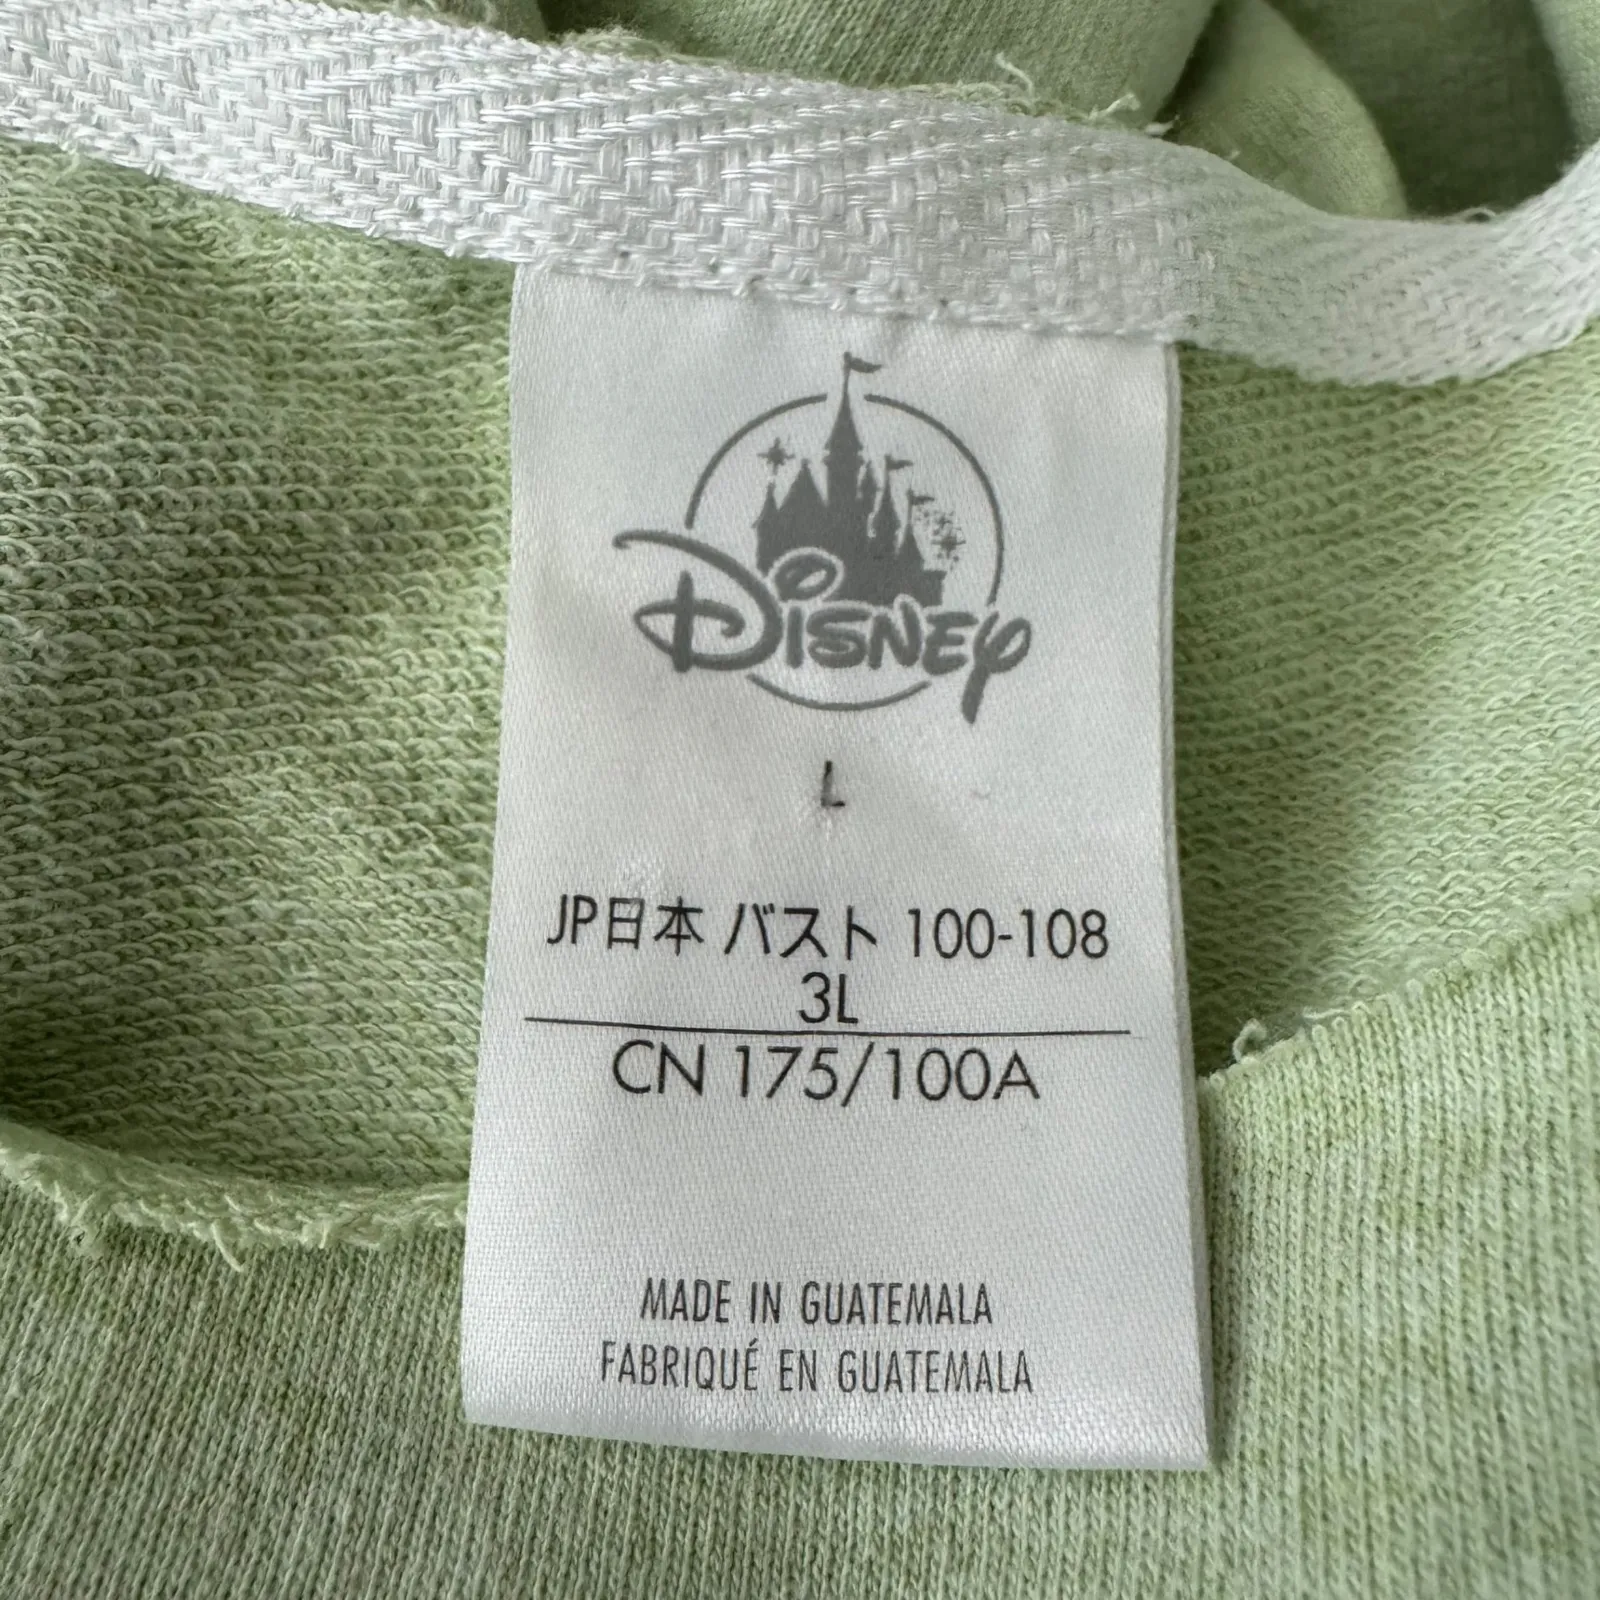 Disney
L
JP日本 バスト 100-108
3L
CN 175/100A
MADE IN GUATEMALA
FABRIQUÉ EN GUATEMALA